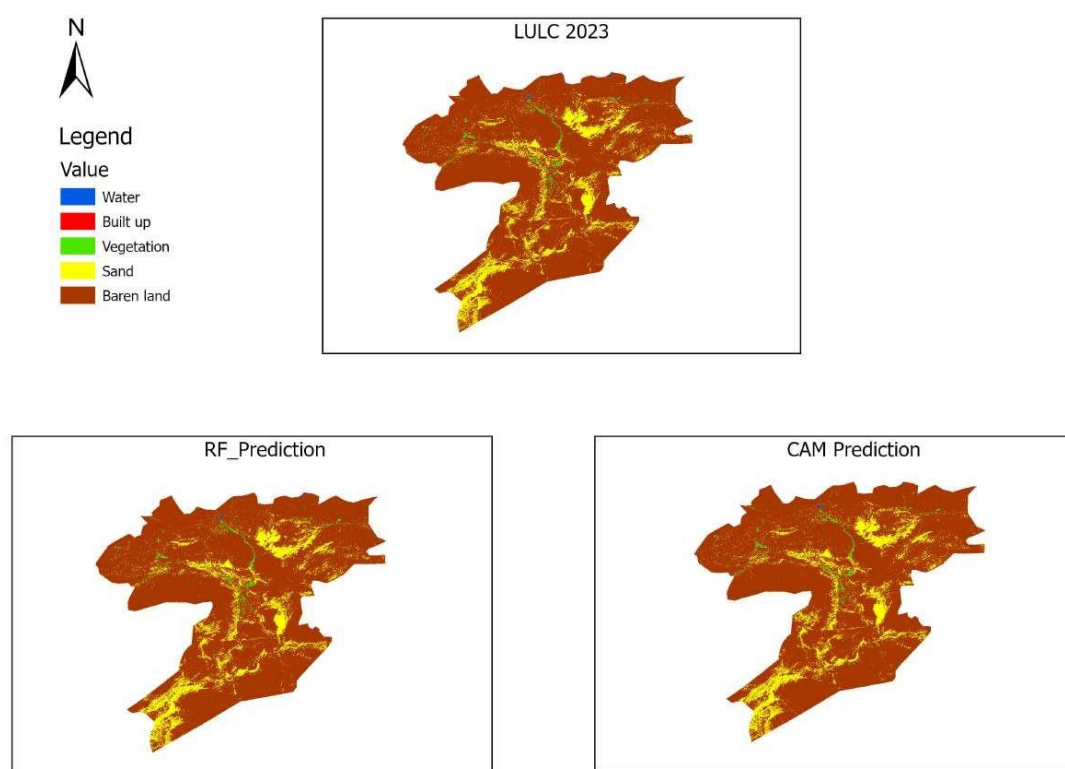 N
LULC 2023
Legend
Value
Water
Built up
Vegetation
Sand
Baren land
RF_Prediction
CAM Prediction